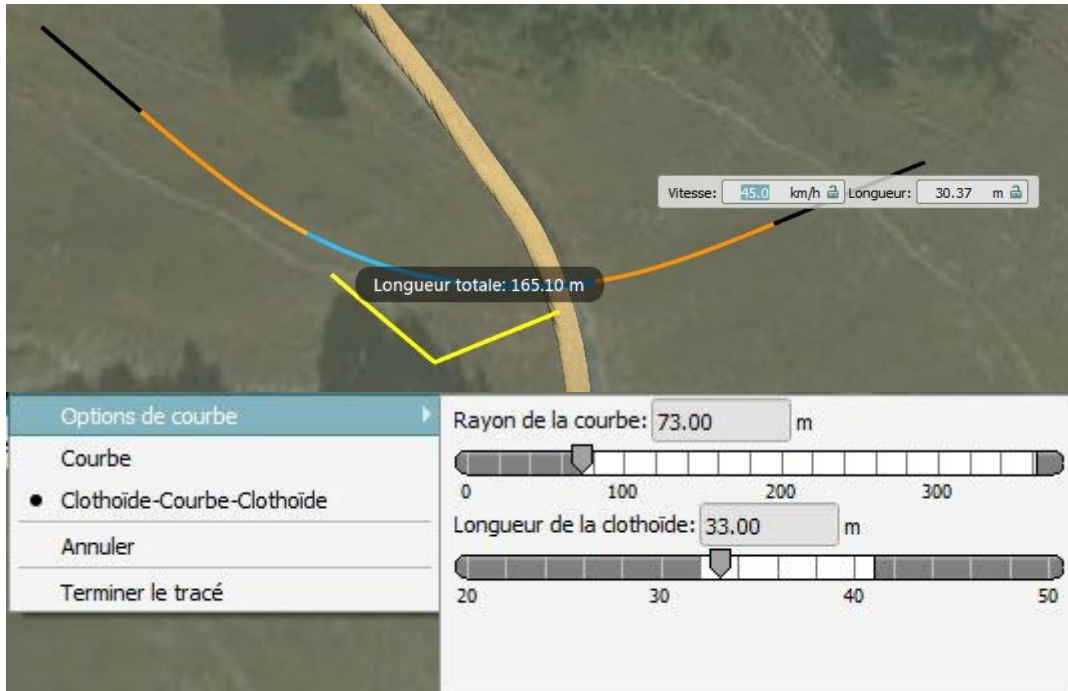 Vitesse: 45.0 km/h Longueur: 30.37 m
Longueur totale: 165.10 m
Options de courbe
Courbe
Clothoïde-Courbe-Clothoïde
Annuler
Terminer le tracé
Rayon de la courbe: 73.00 m
0 100 200 300
Longueur de la clothoïde: 33.00 m
20 30 40 50